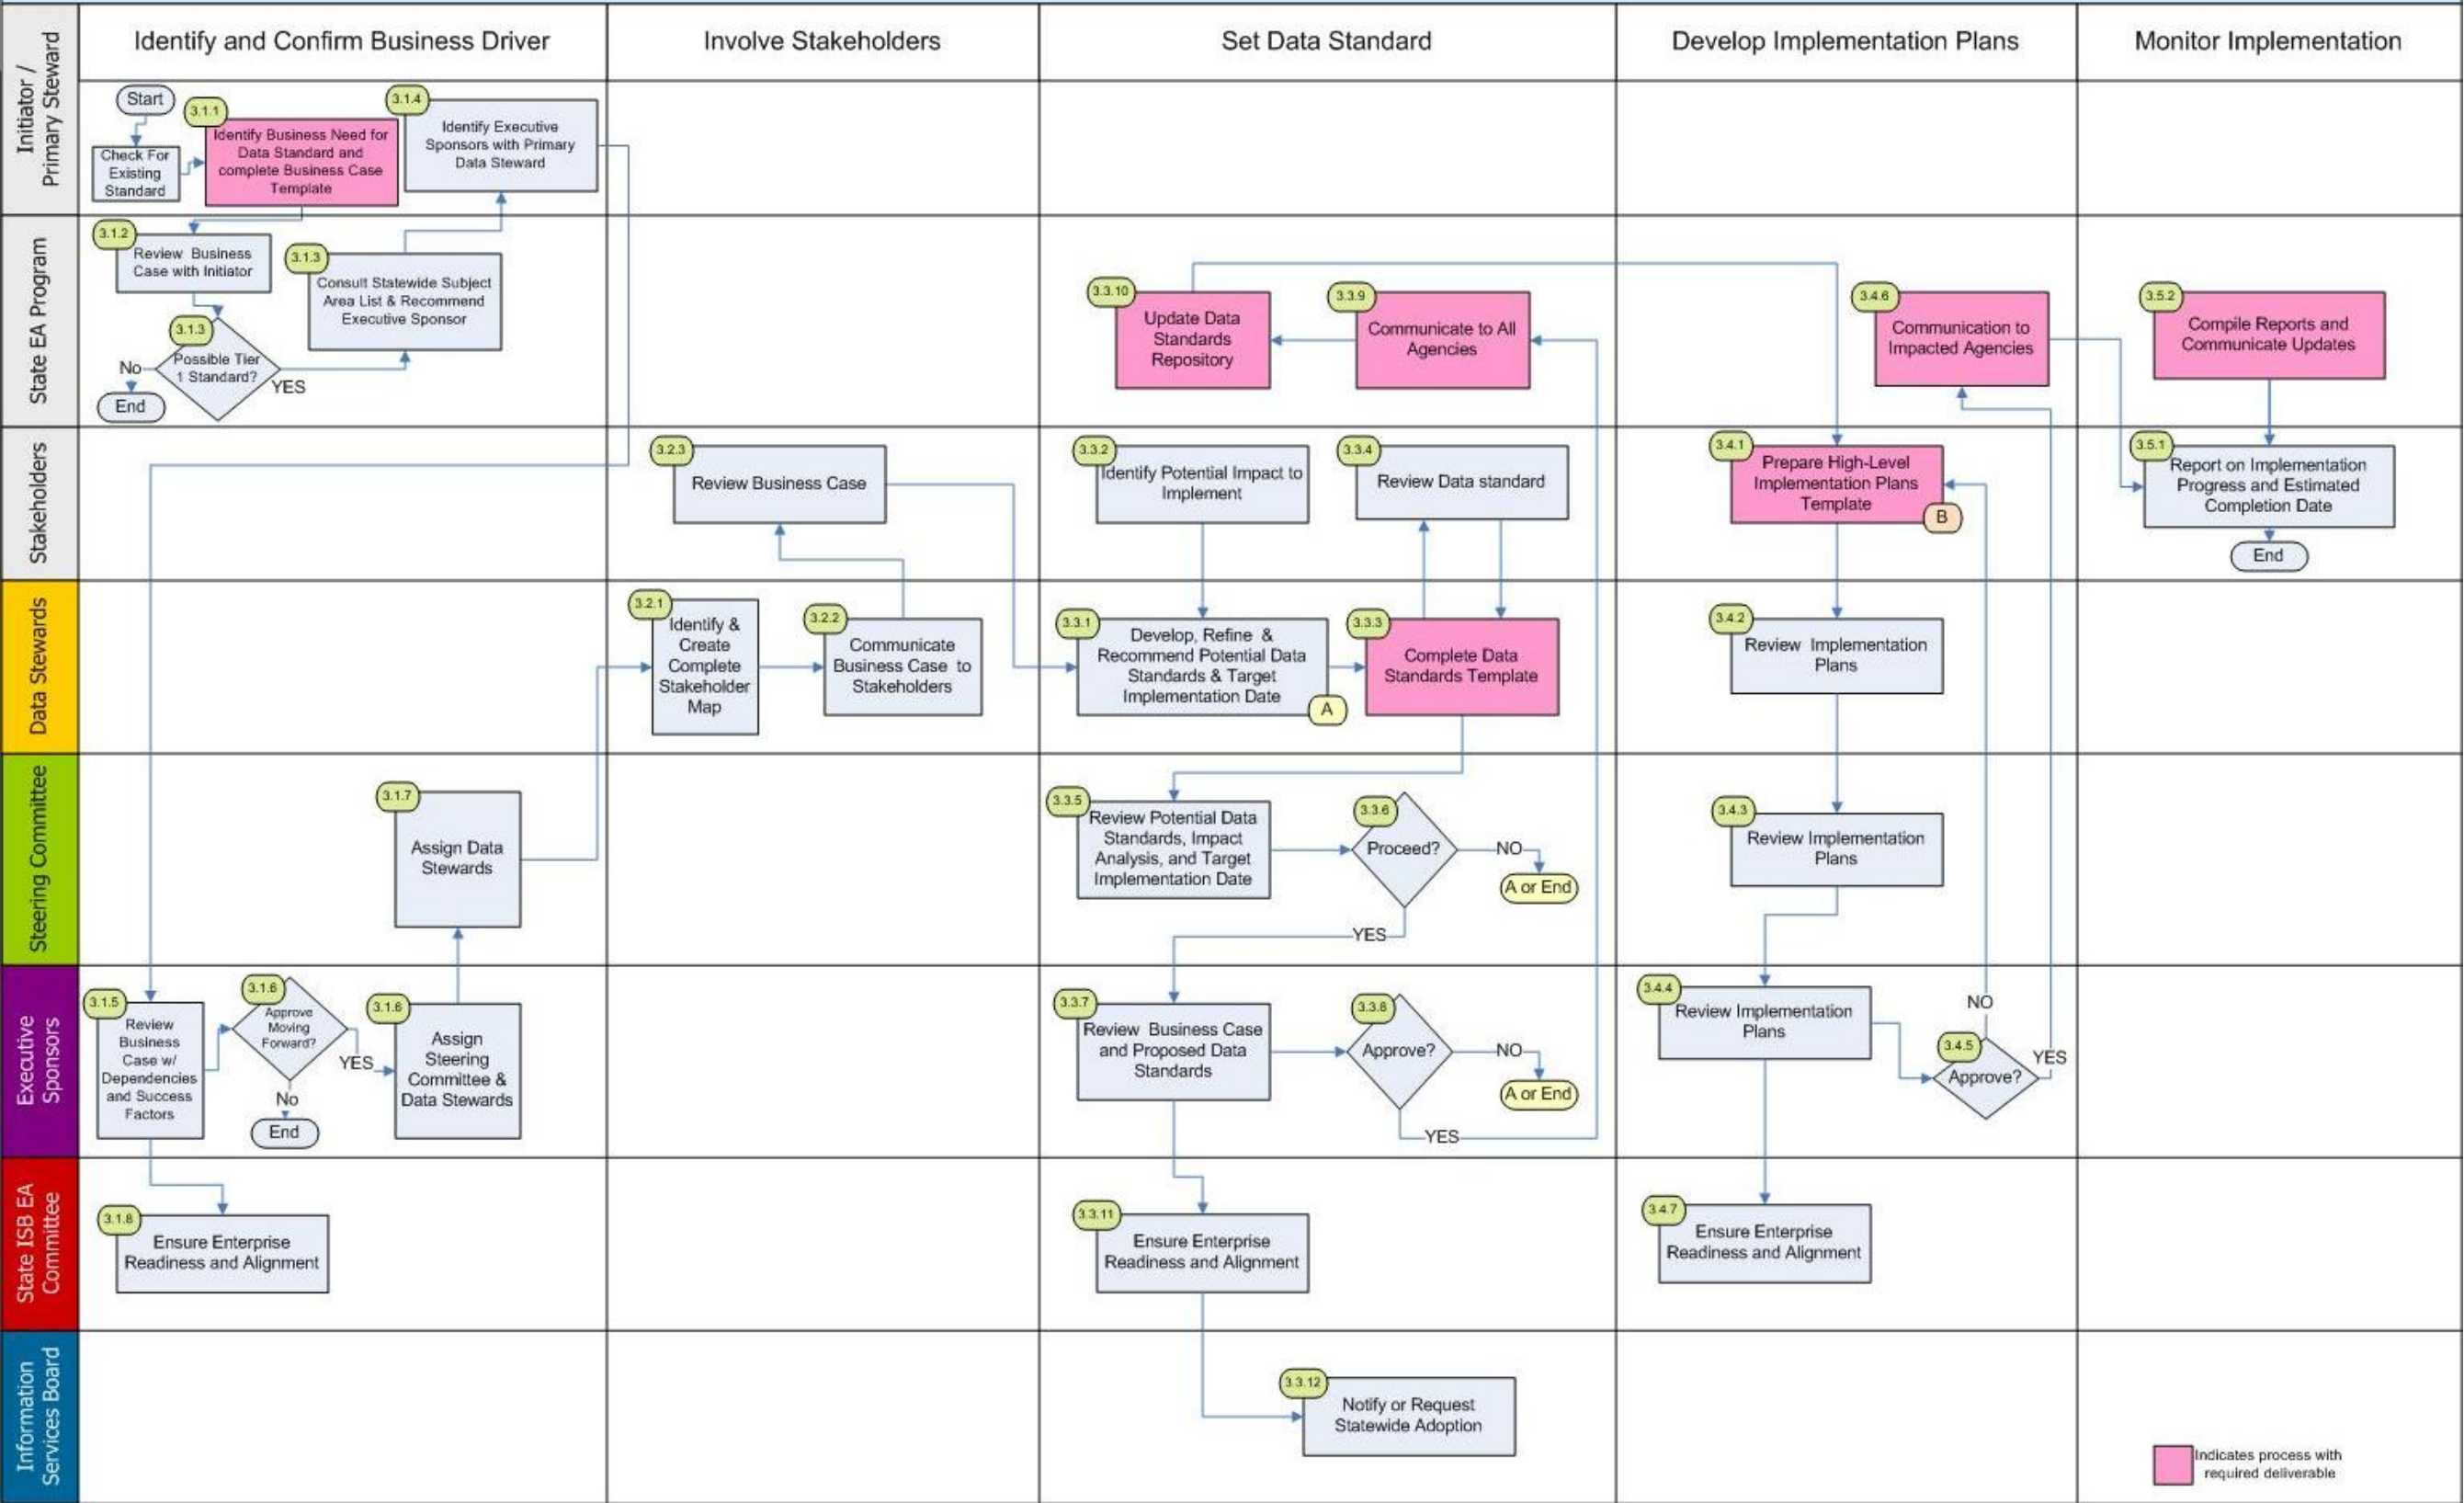 Identify and Confirm Business Driver
Involve Stakeholders
Set Data Standard
Develop Implementation Plans
Monitor Implementation
Initiator /
Primary Steward
Start
Check For
Existing
Standard
3.1.1
Identify Business Need for
Data Standard and
complete Business Case
Template
3.1.4
Identify Executive
Sponsors with Primary
Data Steward
State EA Program
3.1.2
Review Business
Case with Initiator
3.1.3
Consult Statewide Subject
Area List & Recommend
Executive Sponsor
3.1.3
Possible Tier
1 Standard?
No
YES
End
3.3.10
Update Data
Standards
Repository
3.3.9
Communicate to All
Agencies
3.4.6
Communication to
Impacted Agencies
3.5.2
Compile Reports and
Communicate Updates
Stakeholders
3.2.3
Review Business Case
3.3.2
Identify Potential Impact to
Implement
3.3.4
Review Data standard
3.4.1
Prepare High-Level
Implementation Plans
Template
B
3.5.1
Report on Implementation
Progress and Estimated
Completion Date
End
Data Stewards
3.2.1
Identify &
Create
Complete
Stakeholder
Map
3.2.2
Communicate
Business Case to
Stakeholders
3.3.1
Develop, Refine &
Recommend Potential Data
Standards & Target
Implementation Date
A
3.3.3
Complete Data
Standards Template
3.4.2
Review Implementation
Plans
Steering Committee
3.1.7
Assign Data
Stewards
3.3.5
Review Potential Data
Standards, Impact
Analysis, and Target
Implementation Date
3.3.6
Proceed?
NO
A or End
YES
3.4.3
Review Implementation
Plans
Executive
Sponsors
3.1.5
Review
Business
Case w/
Dependencies
and Success
Factors
3.1.6
Approve
Moving
Forward?
YES
No
End
3.1.6
Assign
Steering
Committee &
Data Stewards
3.3.7
Review Business Case
and Proposed Data
Standards
3.3.8
Approve?
NO
A or End
YES
3.4.4
Review Implementation
Plans
NO
3.4.5
Approve?
YES
State ISB EA
Committee
3.1.8
Ensure Enterprise
Readiness and Alignment
3.3.11
Ensure Enterprise
Readiness and Alignment
3.4.7
Ensure Enterprise
Readiness and Alignment
Information
Services Board
3.3.12
Notify or Request
Statewide Adoption
Indicates process with
required deliverable